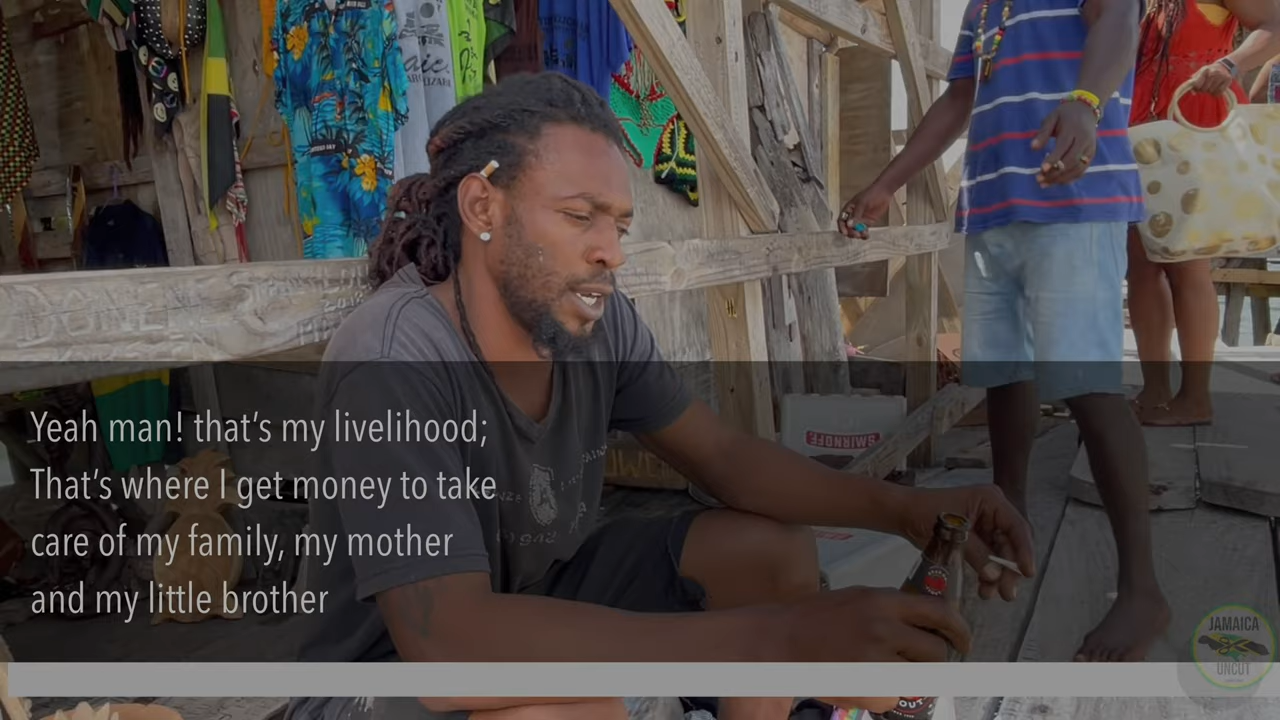 Yeah man! that's my livelihood;
That's where I get money to take
care of my family, my mother
and my little brother
SMIRNOFF
JAMAICA
UNCUT